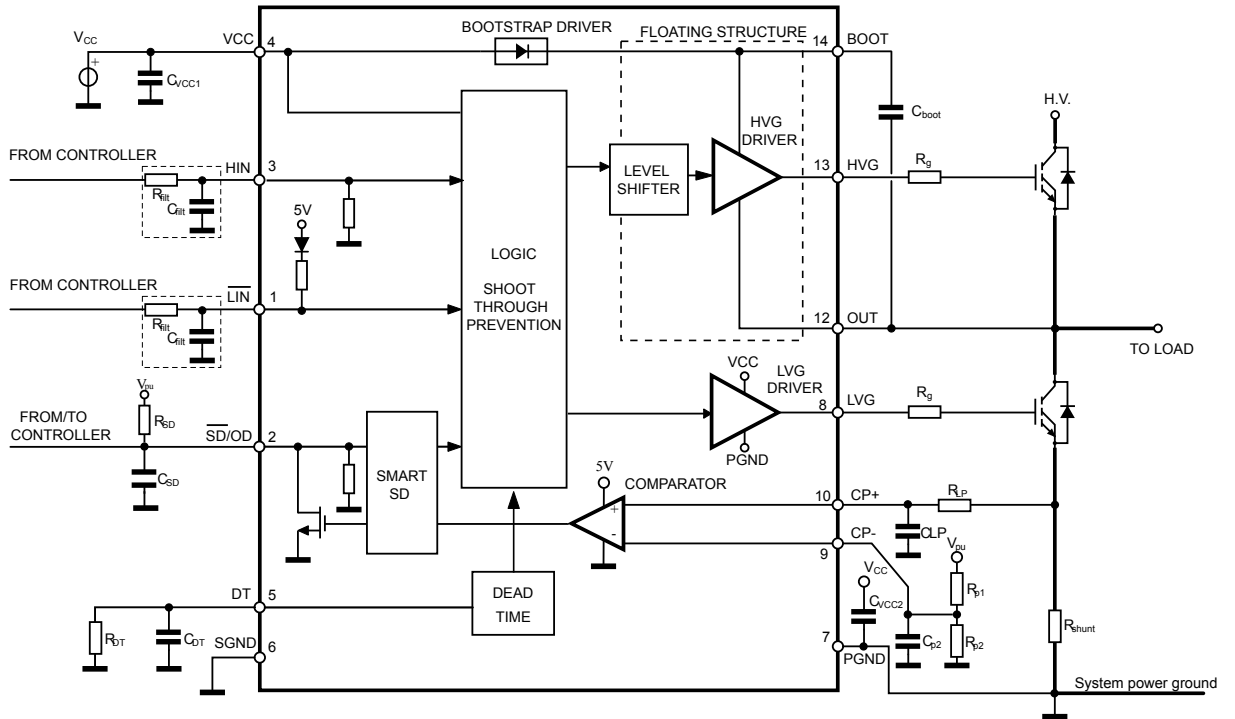 BOOTSTRAP DRIVER
FLOATING STRUCTURE
VCC
4
14
BOOT
VCC
+
CVCC1
Cboot
H.V.
FROM CONTROLLER
HIN
3
Rfilt
Cfilt
5V
LEVEL
SHIFTER
HVG
DRIVER
13
HVG
Rg
LOGIC
SHOOT
THROUGH
PREVENTION
FROM CONTROLLER
LIN
1
Rfilt
Cfilt
12
OUT
TO LOAD
VCC
LVG
DRIVER
8
LVG
Rg
PGND
Vpu
RSD
FROM/TO
CONTROLLER
SD/OD
2
CSD
SMART
SD
5V
COMPARATOR
+
-
10
CP+
RLP
CLP
9
CP-
Vpu
Rp1
Cp2
Rp2
VCC
CVCC2
7
PGND
Rshunt
DEAD
TIME
DT
5
RDT
CDT
SGND
6
System power ground